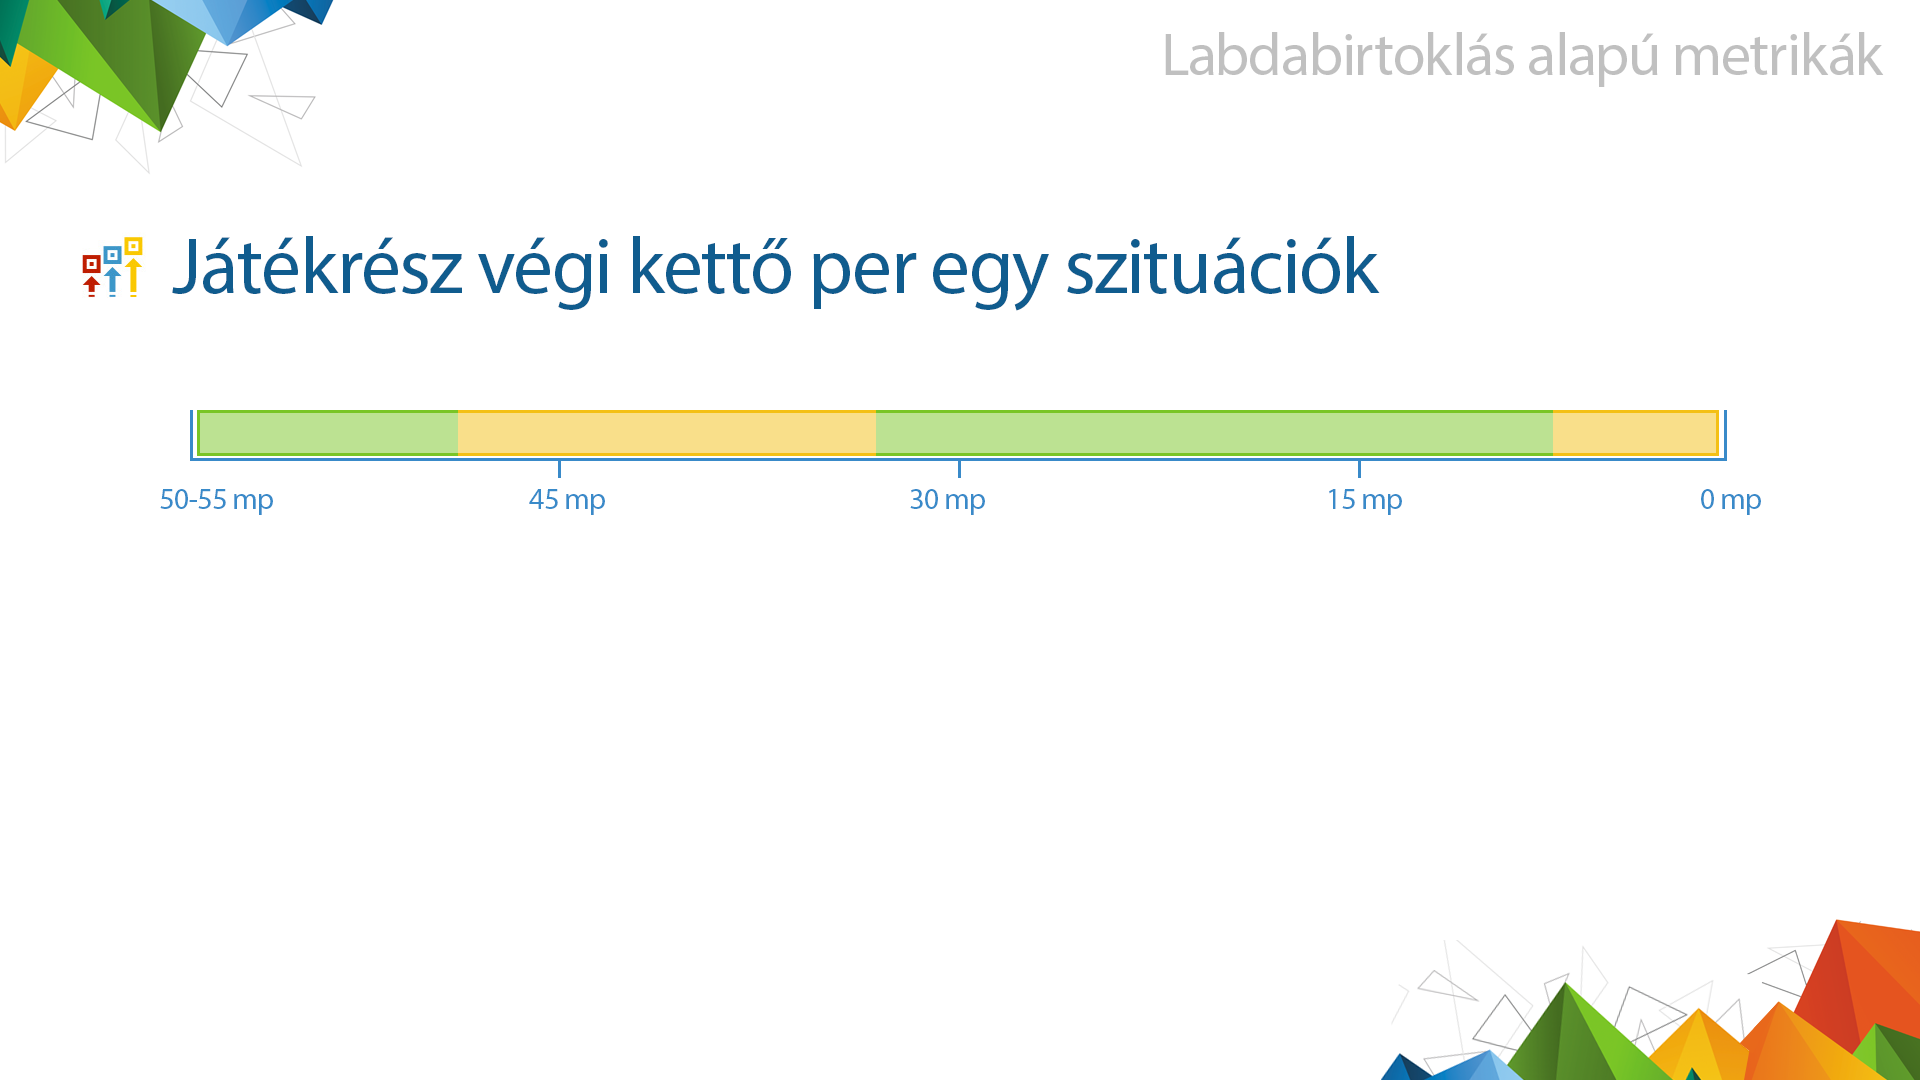 Labdabirtoklás alapú metrikák
Játékrész végi kettő per egy szituációk
50-55 mp
45 mp
30 mp
15 mp
0 mp